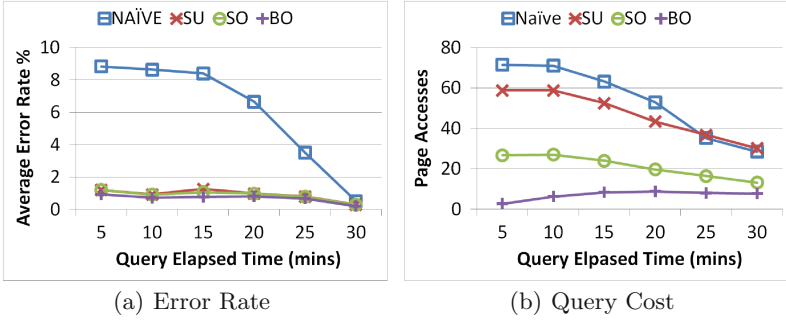 NAÏVE SU SO BO
10
8
6
4
2
0
Average Error Rate %
5 10 15 20 25 30
Query Elapsed Time (mins)
(a) Error Rate
Naïve SU SO BO
80
60
40
20
0
Page Accesses
5 10 15 20 25 30
Query Elpased Time (mins)
(b) Query Cost